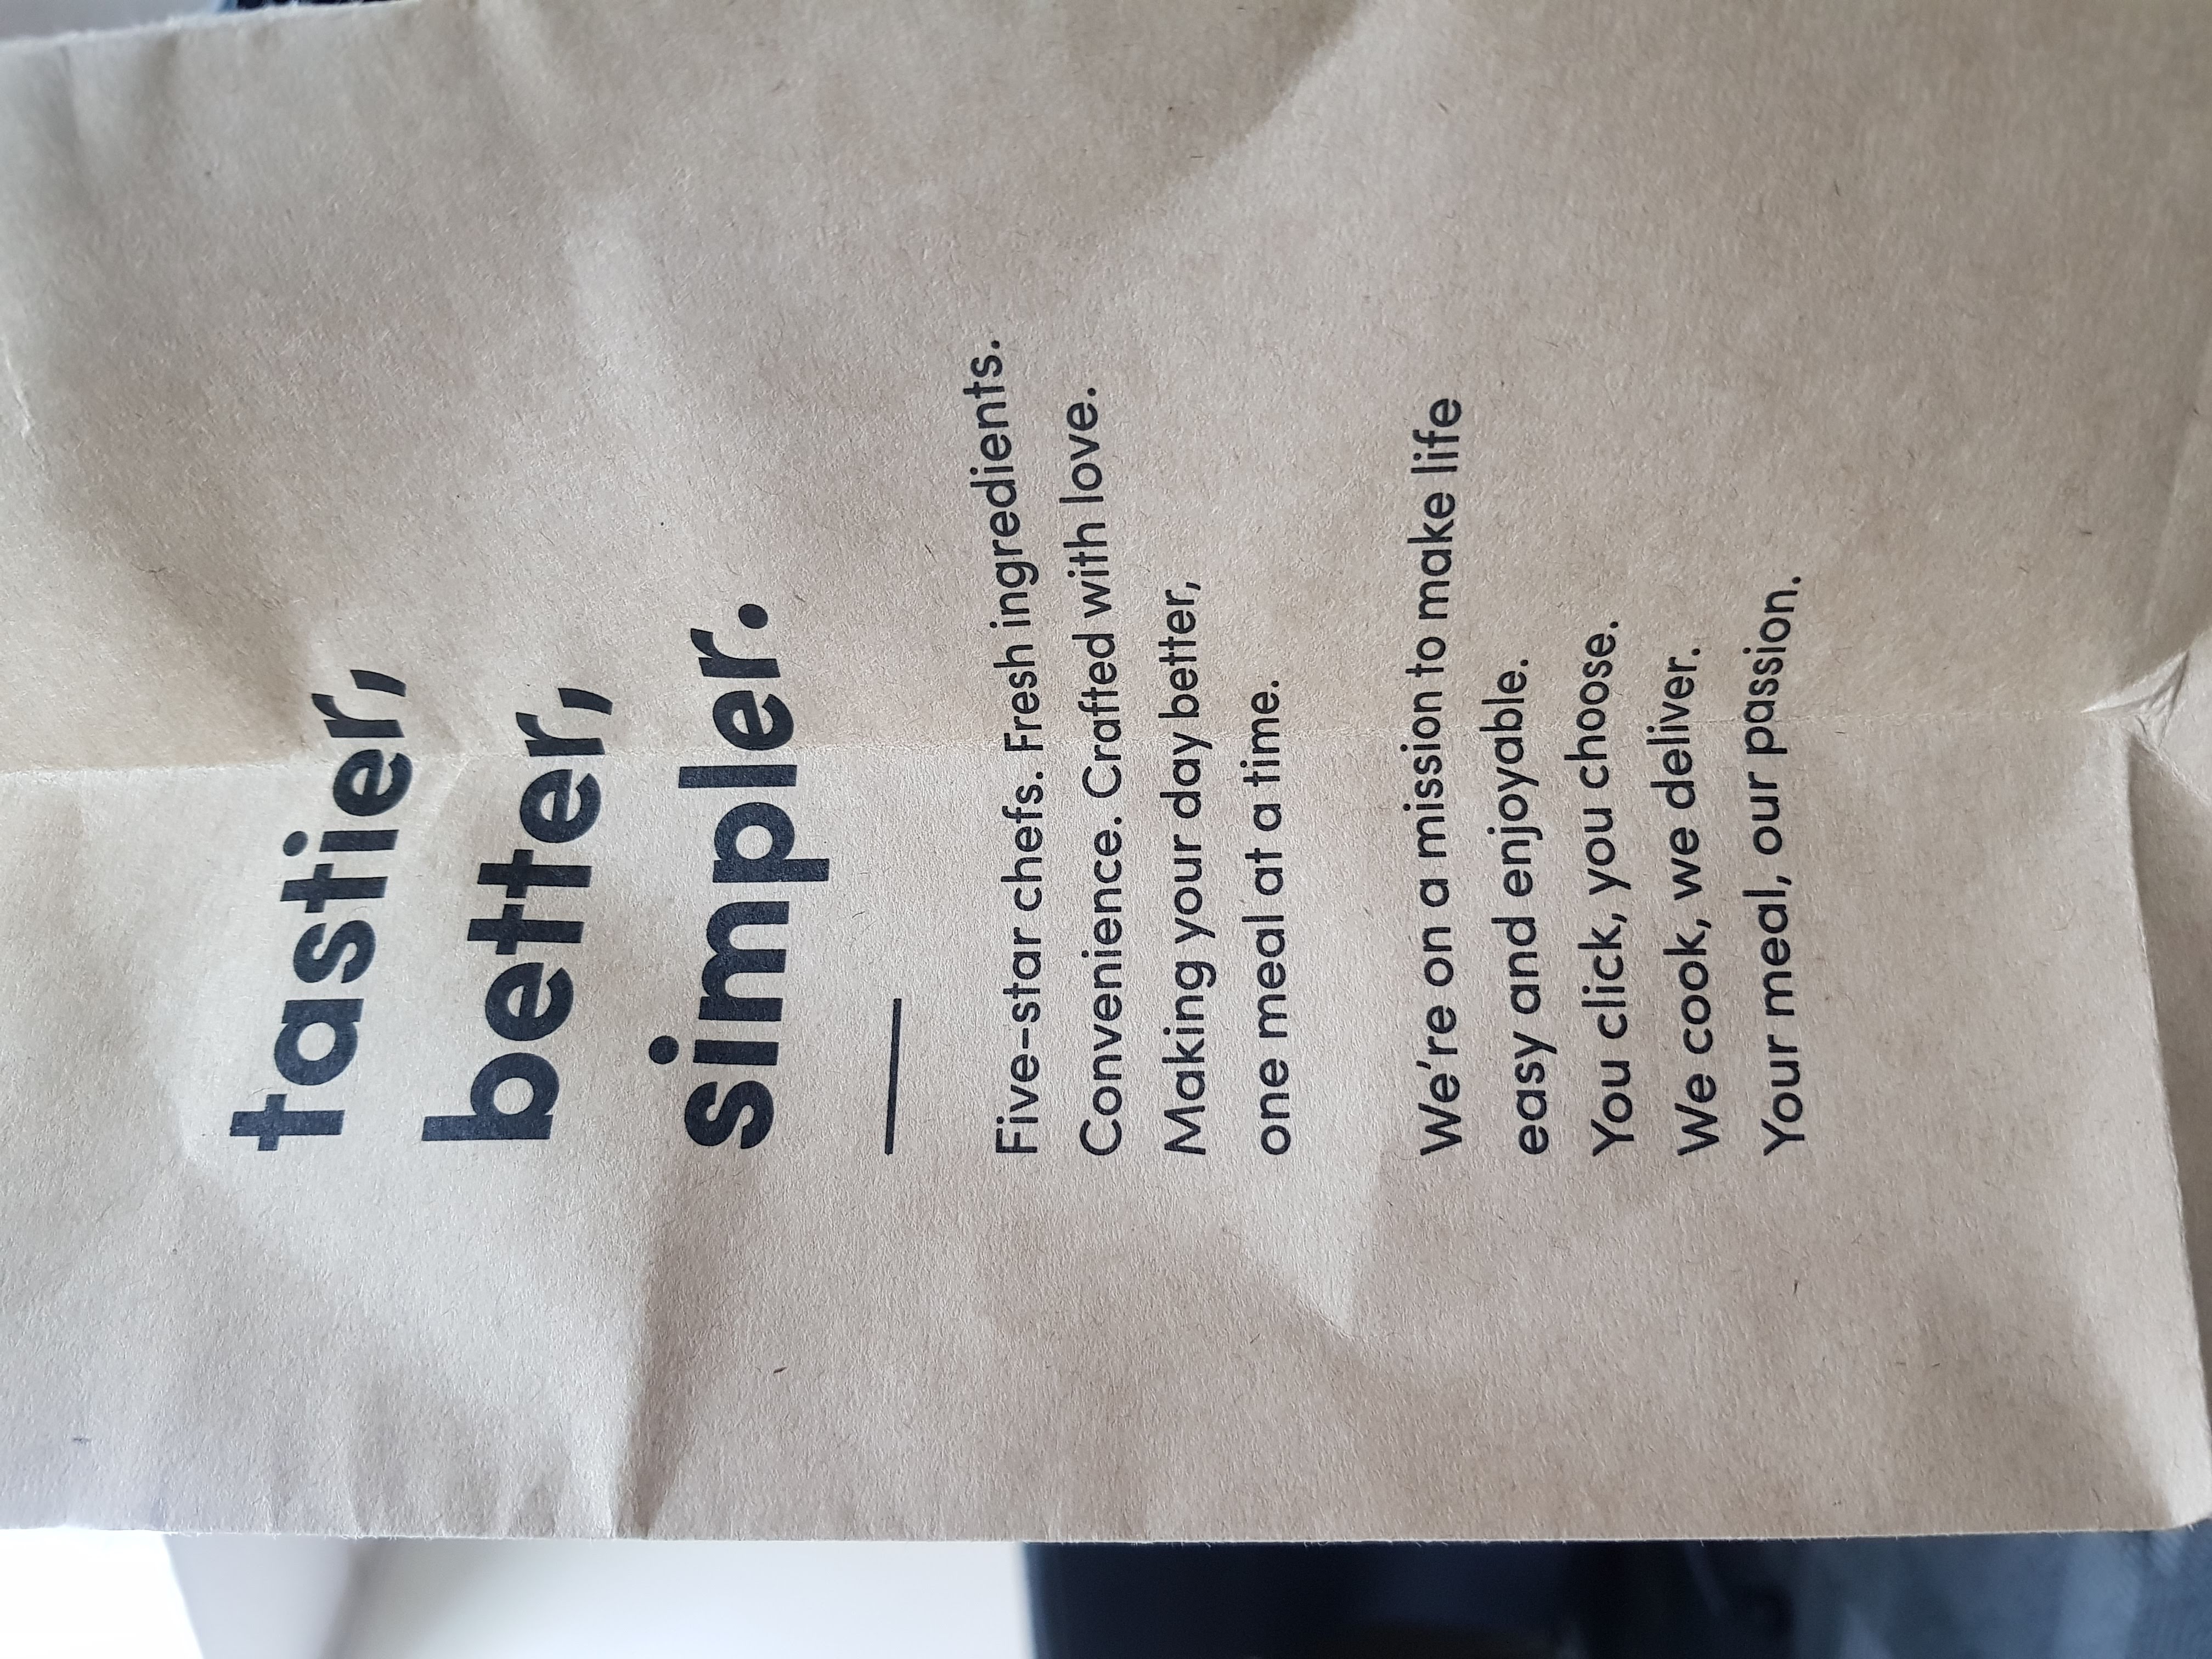 tastier,
better,
simpler.
Five-star chefs. Fresh ingredients.
Convenience. Crafted with love.
Making your day better,
one meal at a time.
We're on a mission to make life
easy and enjoyable.
You click, you choose.
We cook, we deliver.
Your meal, our passion.